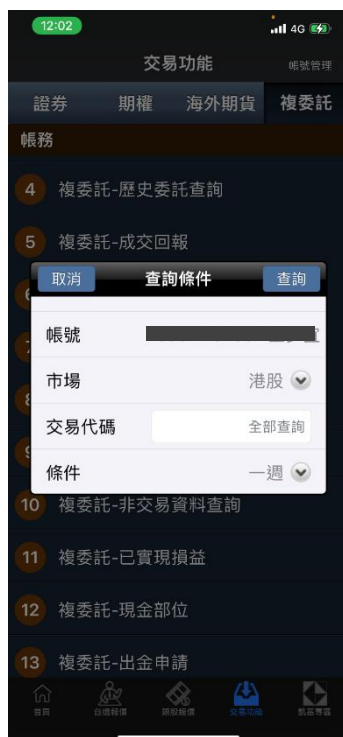 12:02
4G
交易功能
帳號管理
證券 期權 海外期貨 複委託
帳務
4 複委託-歷史委託查詢
5 複委託-成交回報
取消 查詢條件 查詢
帳號
市場 港股
交易代碼 全部查詢
條件 一週
10 複委託-非交易資料查詢
11 複委託-已實現損益
12 複委託-現金部位
13 複委託-出金申請
首頁 自選報價 類股報價 交易功能 凱基專區